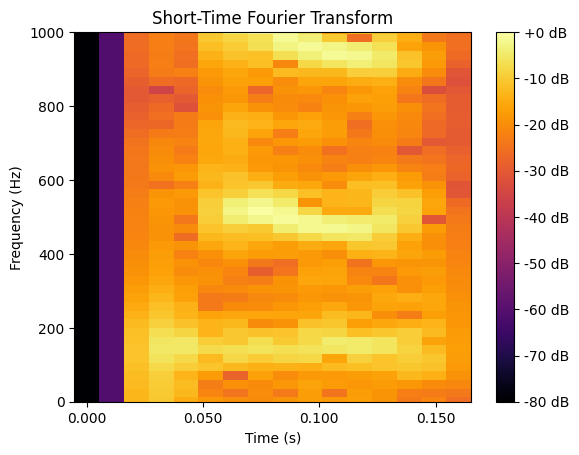 Short-Time Fourier Transform
1000
800
600
400
200
0
Frequency (Hz)
0.000
0.050
0.100
0.150
Time (s)
+0 dB
-10 dB
-20 dB
-30 dB
-40 dB
-50 dB
-60 dB
-70 dB
-80 dB